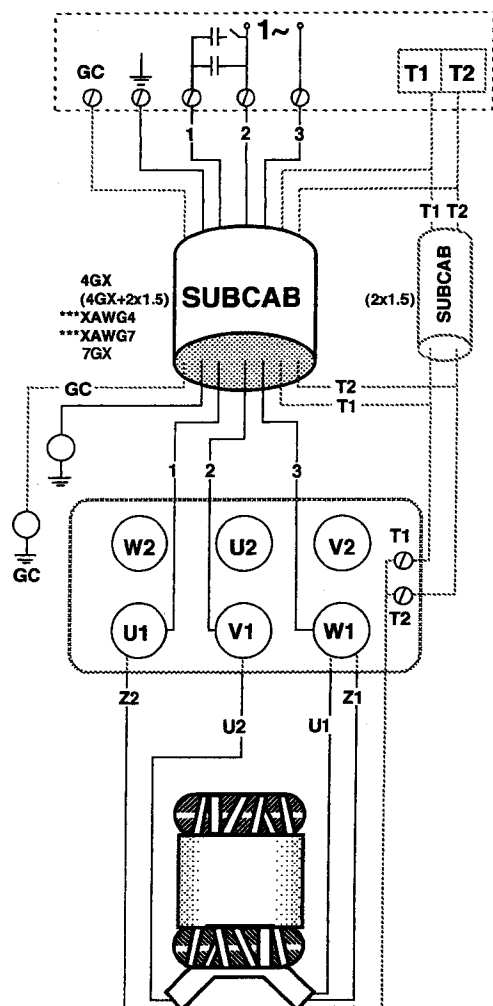 1~
GC
T1 T2
1 2 3
T1 T2
4GX
(4GX+2x1.5)
***XAWG4
***XAWG7
7GX
SUBCAB
(2x1.5)
SUBCAB
GC
T2
T1
1 2 3
GC
W2 U2 V2
T1
U1 V1 W1
T2
Z2 U2 U1 Z1